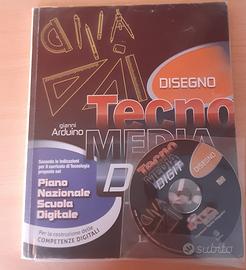 DISEGNO
gianni
Arduino
Tecno
MEDIA
Secondo le Indicazioni
per il curricolo di Tecnologia
proposte nel
Piano
Nazionale
Scuola
Digitale
Per la costruzione delle
COMPETENZE DIGITALI
D
DISEGNO
Tecno
MEDIA
DIGIT
subito